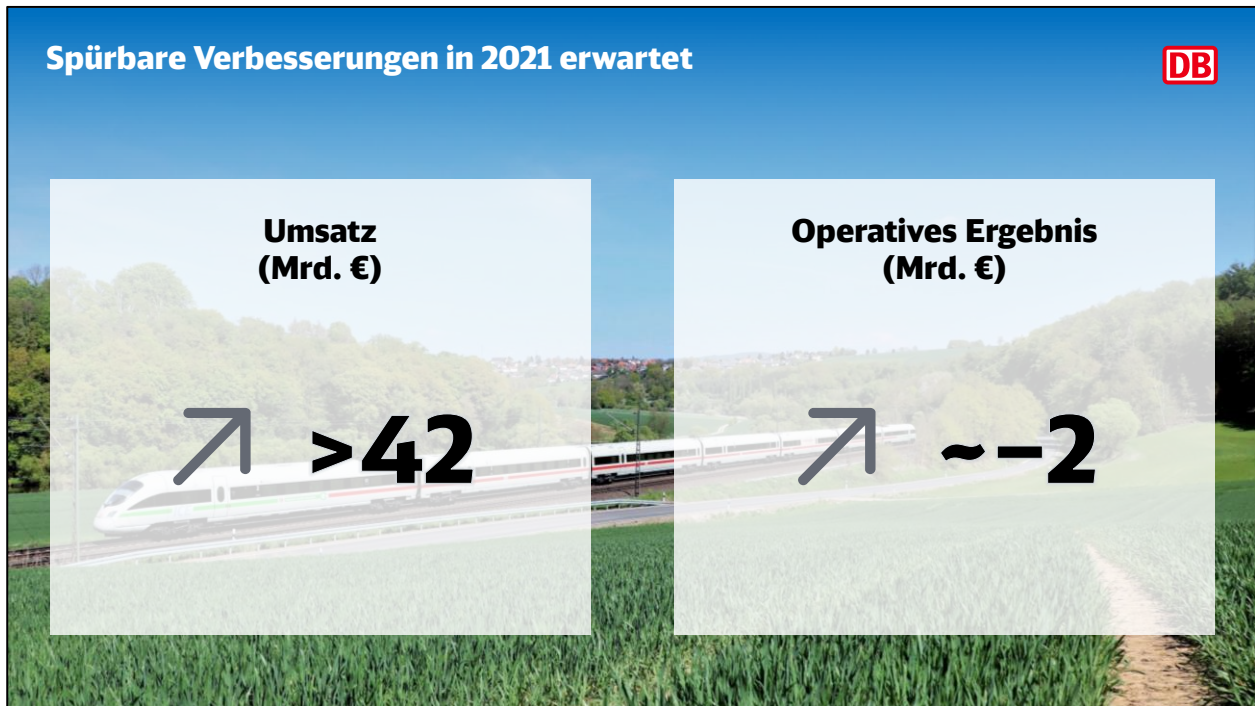 Spürbare Verbesserungen in 2021 erwartet
DB
Umsatz
(Mrd. €)
>42
Operatives Ergebnis
(Mrd. €)
~–2